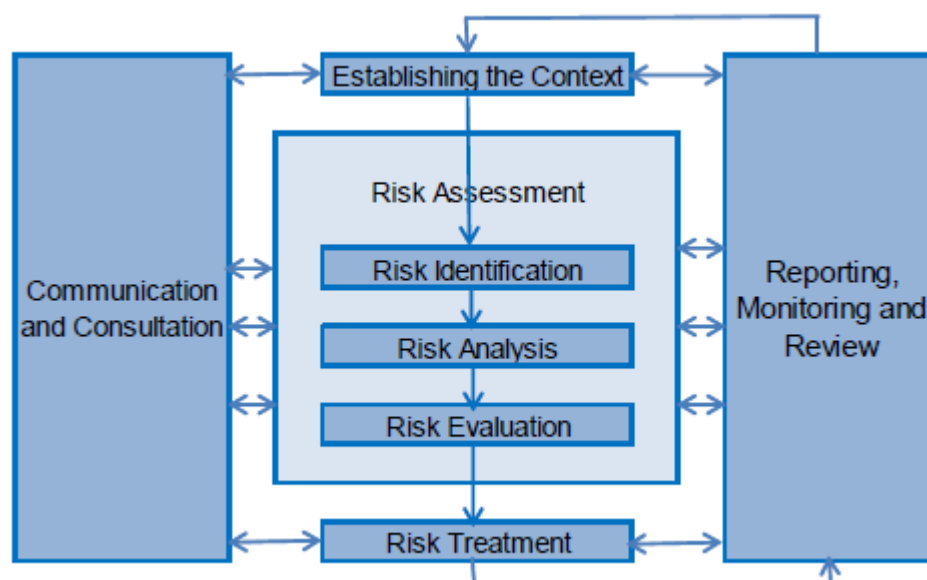 Establishing the Context
Risk Assessment
Risk Identification
Communication
and Consultation
Risk Analysis
Risk Evaluation
Reporting,
Monitoring and
Review
Risk Treatment